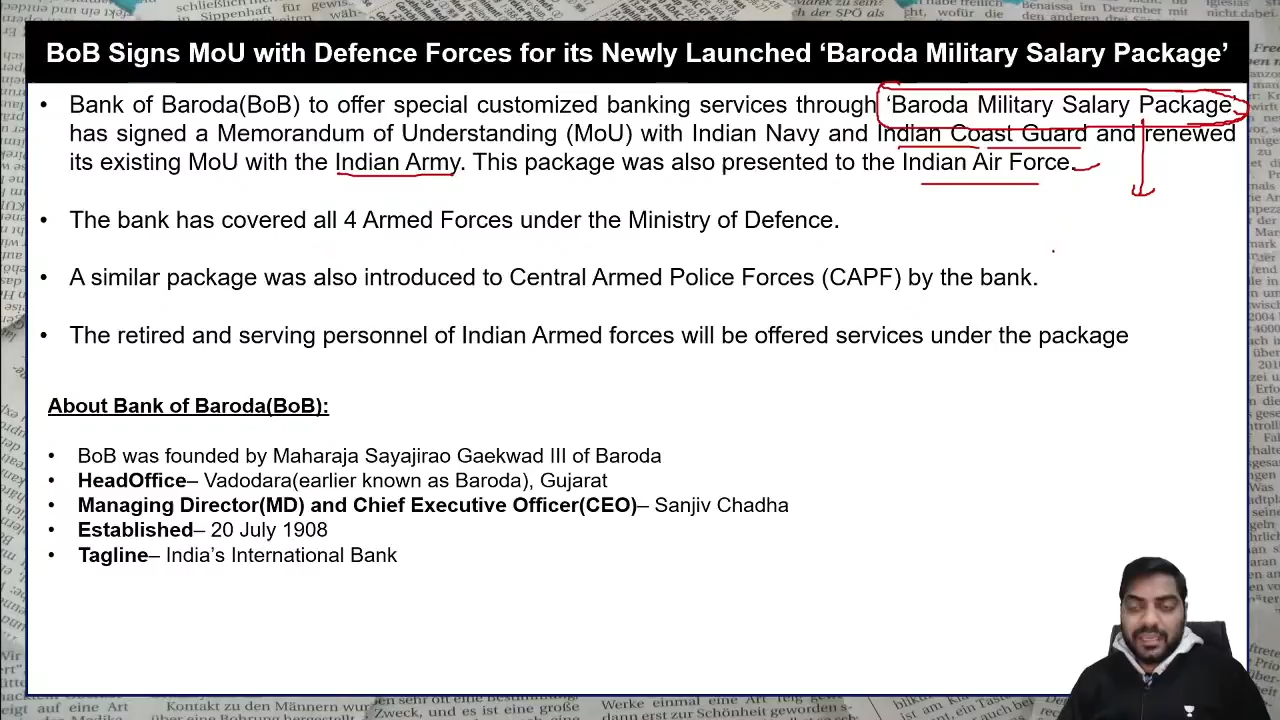 BoB Signs MoU with Defence Forces for its Newly Launched ‘Baroda Military Salary Package’
• Bank of Baroda(BoB) to offer special customized banking services through ‘Baroda Military Salary Package’
has signed a Memorandum of Understanding (MoU) with Indian Navy and Indian Coast Guard and renewed
its existing MoU with the Indian Army. This package was also presented to the Indian Air Force.
• The bank has covered all 4 Armed Forces under the Ministry of Defence.
• A similar package was also introduced to Central Armed Police Forces (CAPF) by the bank.
• The retired and serving personnel of Indian Armed forces will be offered services under the package
About Bank of Baroda(BoB):
• BoB was founded by Maharaja Sayajirao Gaekwad III of Baroda
• HeadOffice– Vadodara(earlier known as Baroda), Gujarat
• Managing Director(MD) and Chief Executive Officer(CEO)– Sanjiv Chadha
• Established– 20 July 1908
• Tagline– India’s International Bank